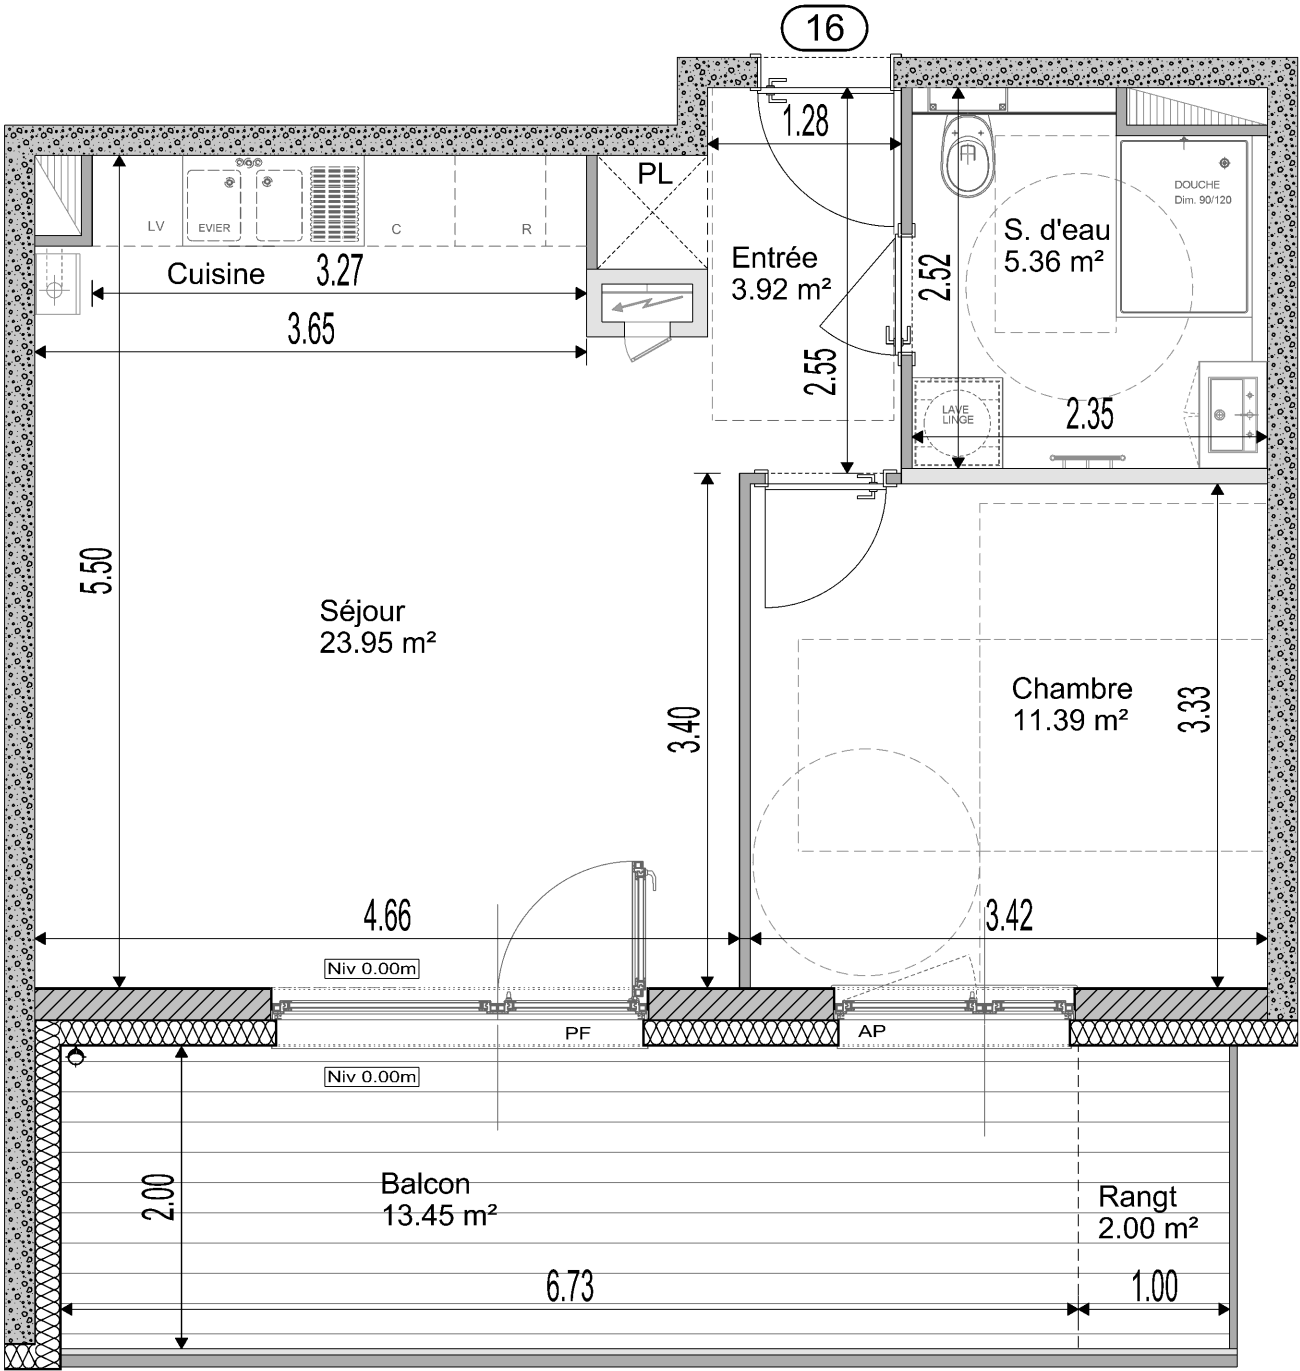 16
1.28
PL
DOUCHE
Dim. 90/120
LV
EVIER
C
R
Entrée
3.92 m²
S. d'eau
5.36 m²
Cuisine
3.27
2.52
3.65
2.55
LAVE
LINGE
2.35
5.50
Séjour
23.95 m²
3.40
Chambre
11.39 m²
3.33
4.66
3.42
Niv 0.00m
PF
AP
Niv 0.00m
2.00
Balcon
13.45 m²
Rangt
2.00 m²
6.73
1.00